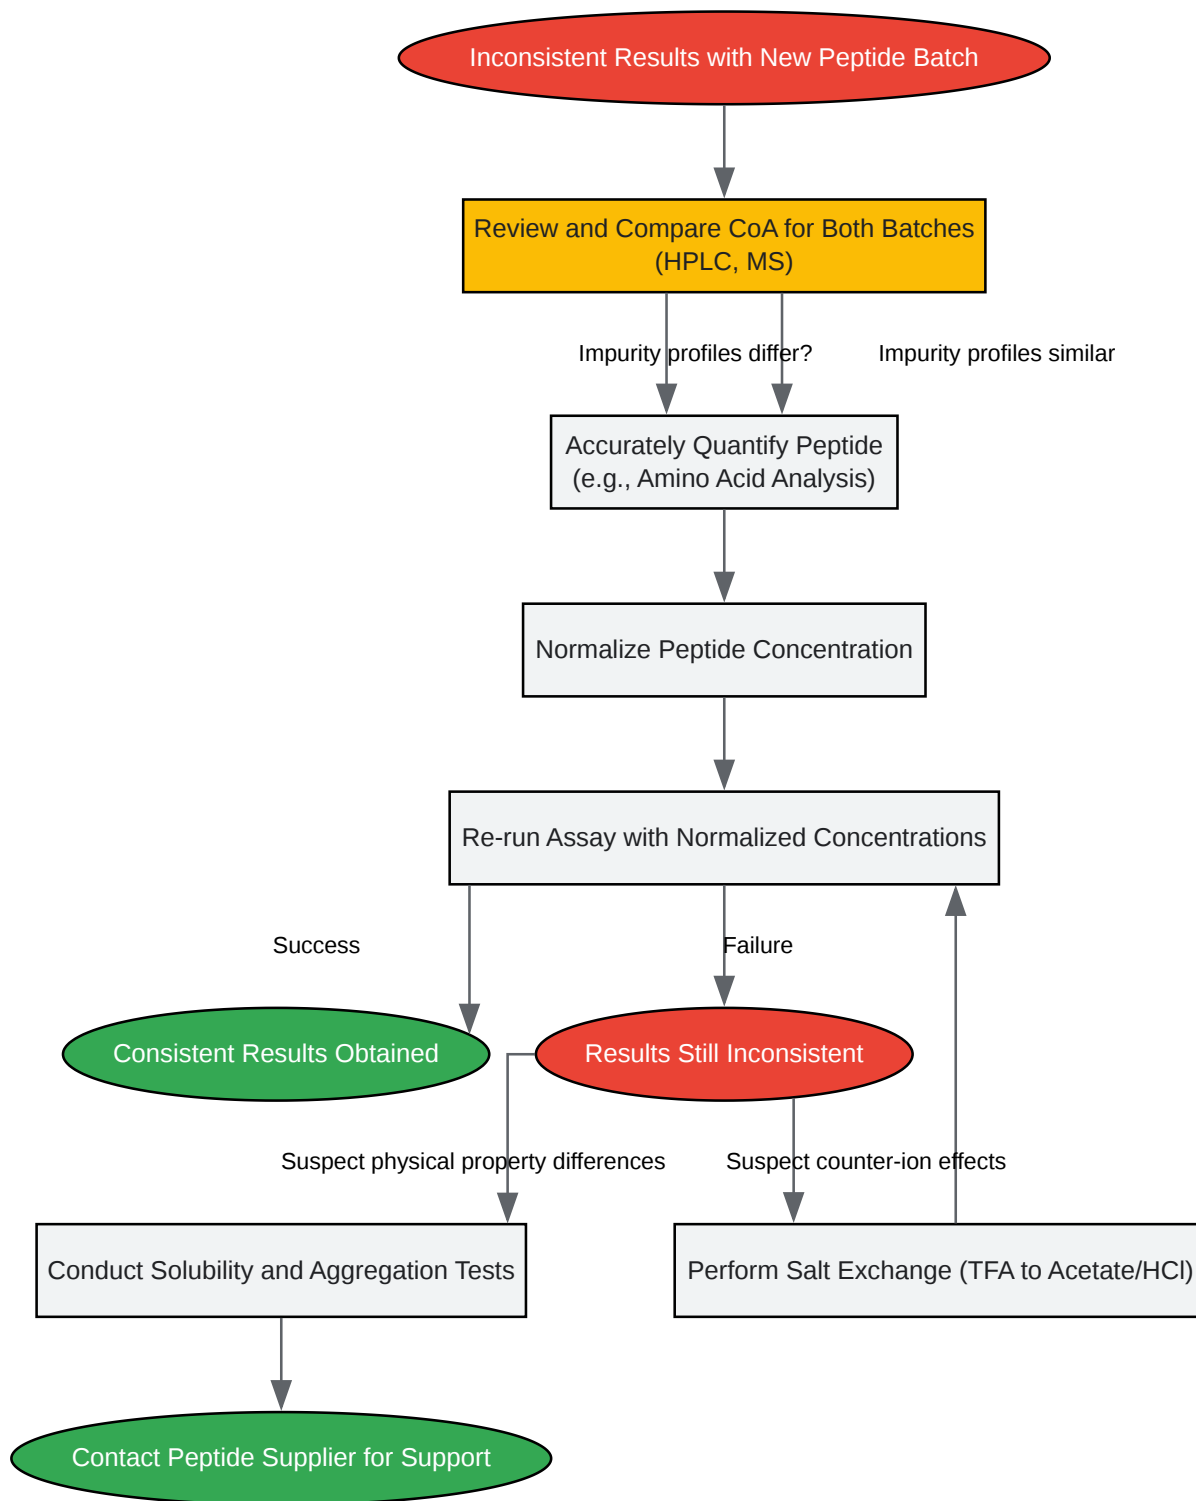 Inconsistent Results with New Peptide Batch
Review and Compare CoA for Both Batches
(HPLC, MS)
Impurity profiles differ?
Impurity profiles similar
Accurately Quantify Peptide
(e.g., Amino Acid Analysis)
Normalize Peptide Concentration
Re-run Assay with Normalized Concentrations
Success
Failure
Consistent Results Obtained
Results Still Inconsistent
Suspect physical property differences
Suspect counter-ion effects
Conduct Solubility and Aggregation Tests
Perform Salt Exchange (TFA to Acetate/HCl)
Contact Peptide Supplier for Support